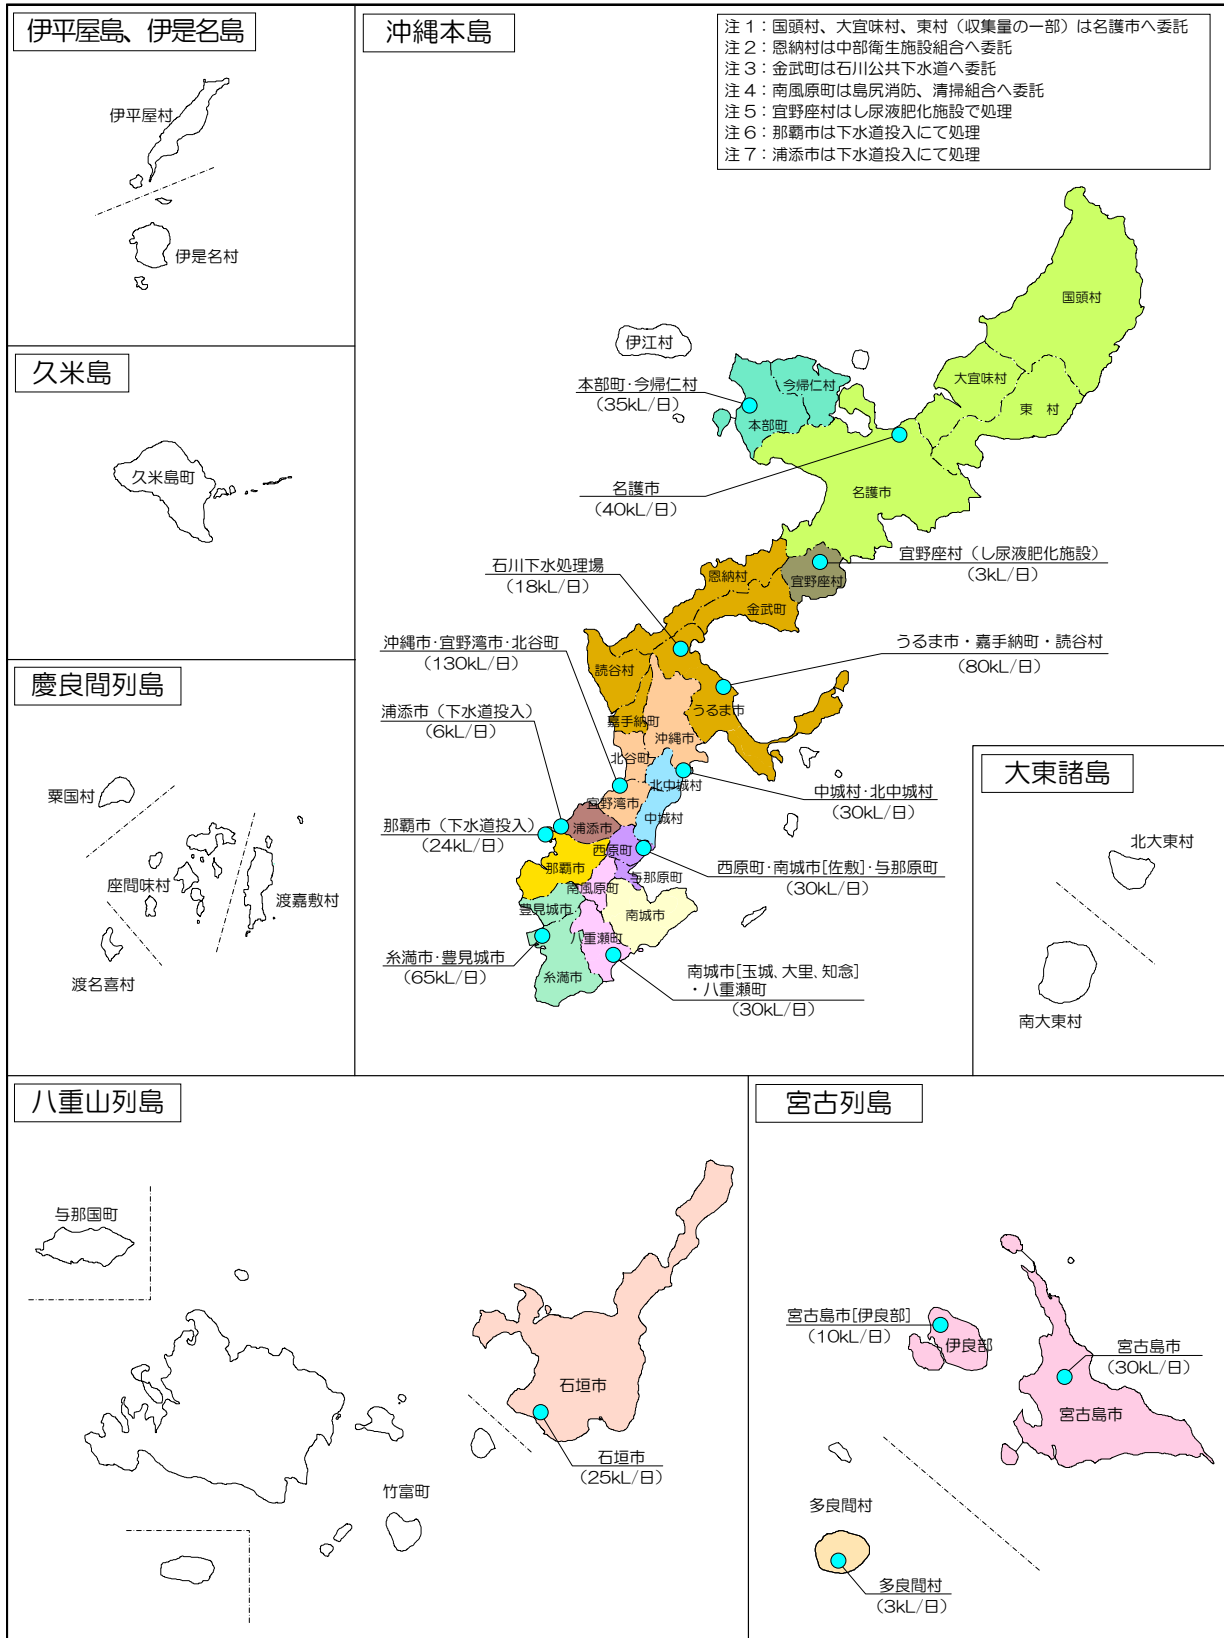 伊平屋島、伊是名島
伊平屋村
伊是名村
久米島
久米島町
慶良間列島
粟国村
座間味村
渡嘉敷村
渡名喜村
沖縄本島
注１：国頭村、大宜味村、東村（収集量の一部）は名護市へ委託
注２：恩納村は中部衛生施設組合へ委託
注３：金武町は石川公共下水道へ委託
注４：南風原町は島尻消防、清掃組合へ委託
注５：宜野座村はし尿液肥化施設で処理
注６：那覇市は下水道投入にて処理
注７：浦添市は下水道投入にて処理
国頭村
伊江村
大宜味村
今帰仁村
本部町・今帰仁村
（35kL/日）
東　村
本部町
名護市
（40kL/日）
名護市
宜野座村（し尿液肥化施設）
（3kL/日）
石川下水処理場
（18kL/日）
恩納村
宜野座村
金武町
沖縄市・宜野湾市・北谷町
（130kL/日）
うるま市・嘉手納町・読谷村
（80kL/日）
読谷村
うるま市
浦添市（下水道投入）
（6kL/日）
嘉手納町
沖縄市
北谷町
北中城村
中城村・北中城村
（30kL/日）
宜野湾市
中城村
那覇市（下水道投入）
（24kL/日）
浦添市
西原町
西原町・南城市[佐敷]・与那原町
（30kL/日）
那覇市
与那原町
南風原町
豊見城市
南城市
八重瀬町
糸満市・豊見城市
（65kL/日）
糸満市
南城市[玉城、大里、知念]
・八重瀬町
（30kL/日）
大東諸島
北大東村
南大東村
八重山列島
与那国町
石垣市
石垣市
（25kL/日）
竹富町
宮古列島
宮古島市[伊良部]
（10kL/日）
伊良部
宮古島市
（30kL/日）
宮古島市
多良間村
多良間村
（3kL/日）